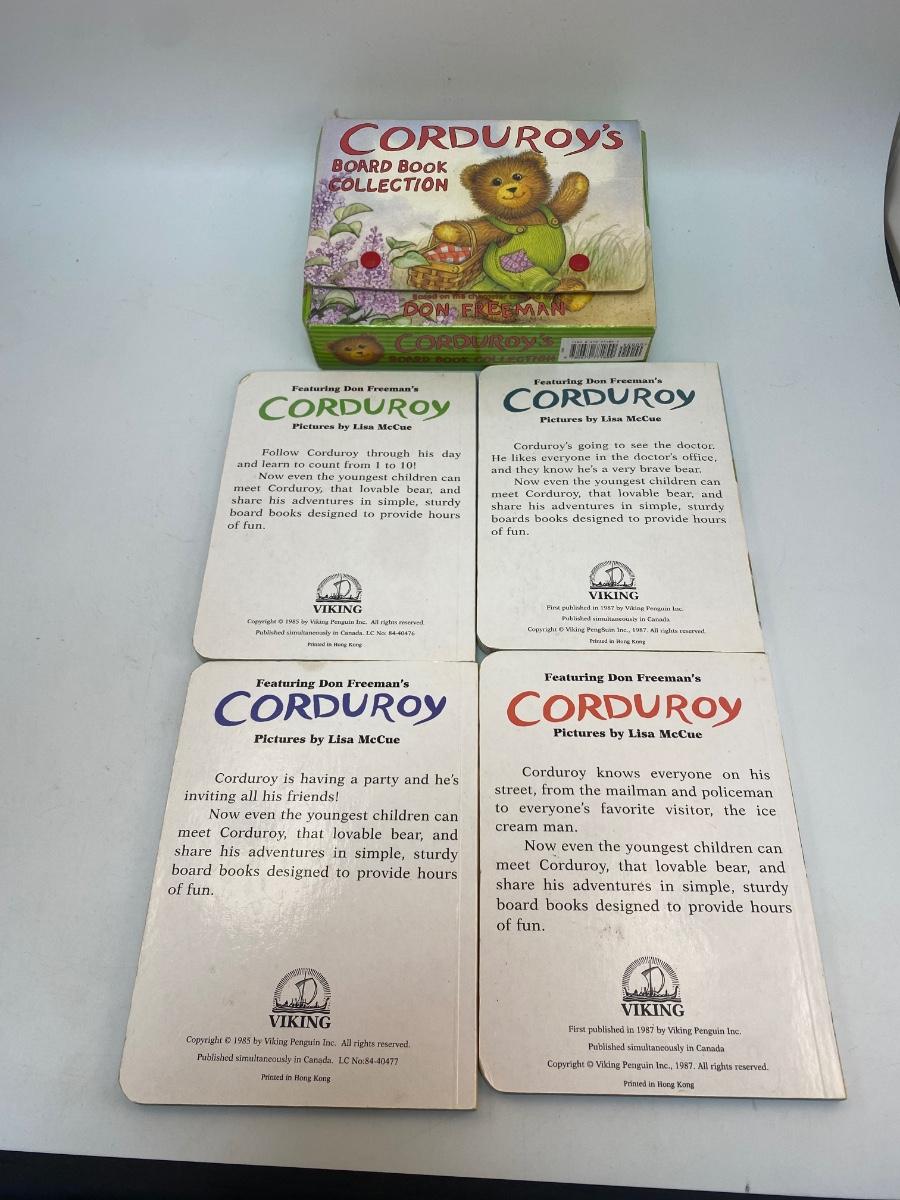 CORDUROY'S
BOARD BOOK
COLLECTION
Based on the character
DON FREEMAN
CORDUROY'S
BOARD BOOK COLLECTION
Featuring Don Freeman's
CORDUROY
Pictures by Lisa McCue
Follow Corduroy through his day
and learn to count from 1 to 10!
Now even the youngest children can
meet Corduroy, that lovable bear, and
share his adventures in simple, sturdy
board books designed to provide hours
of fun.
VIKING
Copyright © 1985 by Viking Penguin Inc. All rights reserved.
Published simultaneously in Canada. LC No: 84-40476
Printed in Hong Kong
Featuring Don Freeman's
CORDUROY
Pictures by Lisa McCue
Corduroy's going to see the doctor.
He likes everyone in the doctor's office,
and they know he's a very brave bear.
Now even the youngest children can
meet Corduroy, that lovable bear, and
share his adventures in simple, sturdy
boards books designed to provide hours
of fun.
VIKING
First published in 1987 by Viking Penguin Inc.
Published simultaneously in Canada
Copyright © Viking PengSuin Inc., 1987. All rights reserved.
Printed in Hong Kong
Featuring Don Freeman's
CORDUROY
Pictures by Lisa McCue
Corduroy is having a party and he's
inviting all his friends!
Now even the youngest children can
meet Corduroy, that lovable bear, and
share his adventures in simple, sturdy
board books designed to provide hours
of fun.
VIKING
Copyright © 1985 by Viking Penguin Inc. All rights reserved.
Published simultaneously in Canada. LC No:84-40477
Printed in Hong Kong
Featuring Don Freeman's
CORDUROY
Pictures by Lisa McCue
Corduroy knows everyone on his
street, from the mailman and policeman
to everyone's favorite visitor, the ice
cream man.
Now even the youngest children can
meet Corduroy, that lovable bear, and
share his adventures in simple, sturdy
board books designed to provide hours
of fun.
VIKING
First published in 1987 by Viking Penguin Inc.
Published simultaneously in Canada
Copyright © Viking Penguin Inc., 1987. All rights reserved.
Printed in Hong Kong